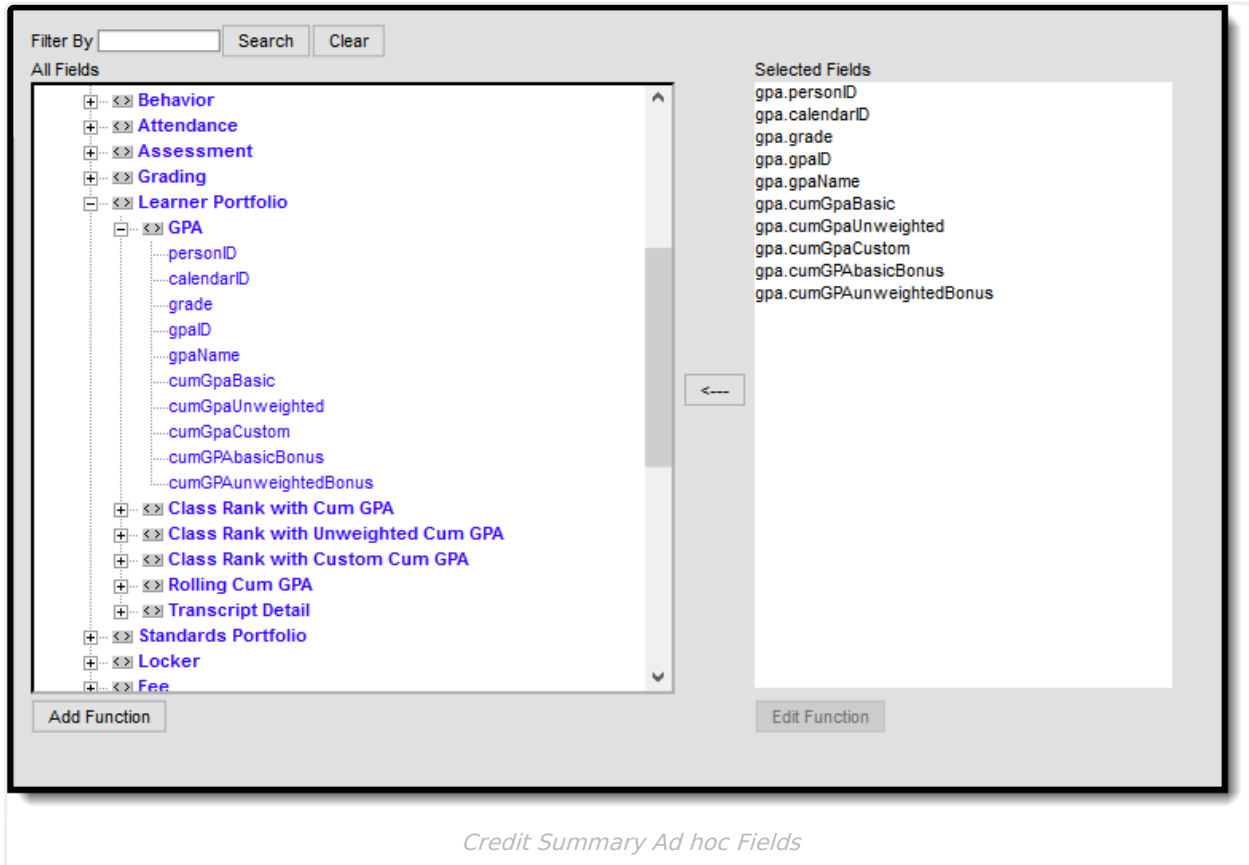 Filter By Search Clear
All Fields
Behavior
Attendance
Assessment
Grading
Learner Portfolio
GPA
personID
calendarID
grade
gpaID
gpaName
cumGpaBasic
cumGpaUnweighted
cumGpaCustom
cumGPAbasicBonus
cumGPAunweightedBonus
Class Rank with Cum GPA
Class Rank with Unweighted Cum GPA
Class Rank with Custom Cum GPA
Rolling Cum GPA
Transcript Detail
Standards Portfolio
Locker
Fee
Add Function
<---
Selected Fields
gpa.personID
gpa.calendarID
gpa.grade
gpa.gpaID
gpa.gpaName
gpa.cumGpaBasic
gpa.cumGpaUnweighted
gpa.cumGpaCustom
gpa.cumGPAbasicBonus
gpa.cumGPAunweightedBonus
Edit Function
Credit Summary Ad hoc Fields